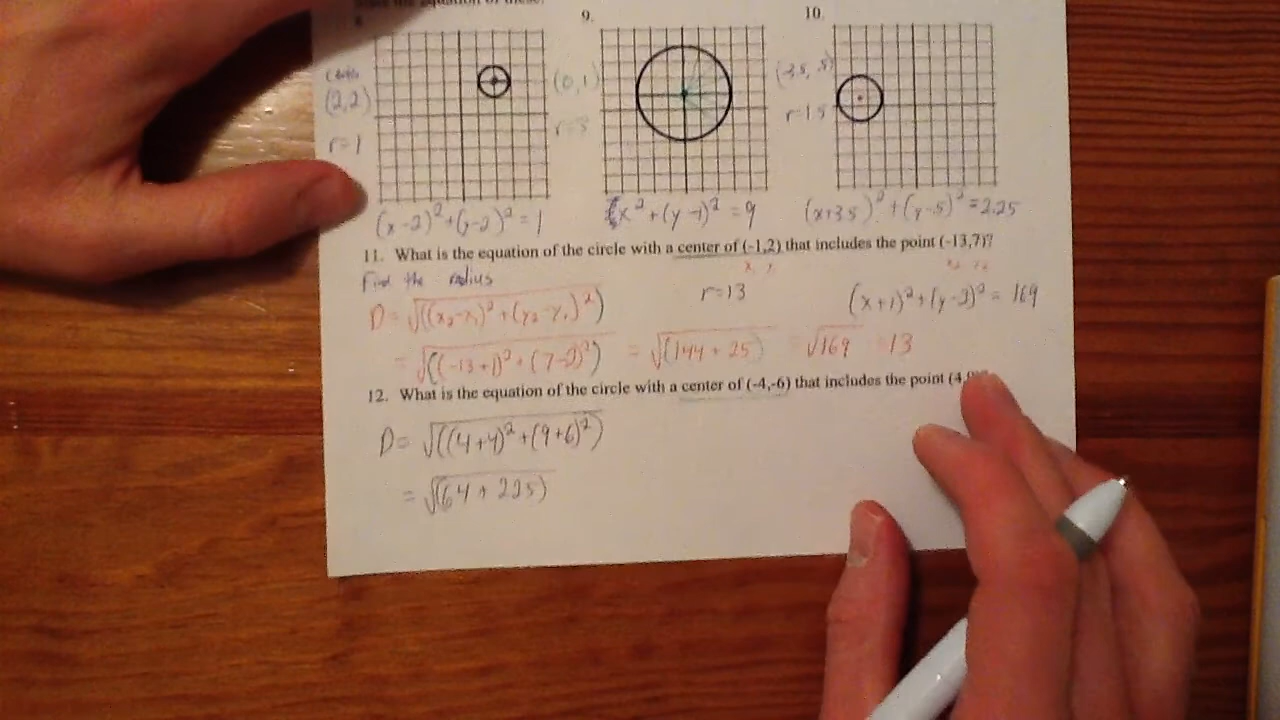 9.
10.
(2,2)
(0,1)
(-3.5, .5)
r=1
r=3
r=1.5
(x-2)²+(y-2)²=1
x²+(y-1)²=9
(x+3.5)²+(y-.5)²=2.25
11. What is the equation of the circle with a center of (-1,2) that includes the point (-13,7)?
Find the radius
r=13
(x+1)²+(y-2)²=169
D=√((x₂-x₁)²+(y₂-y₁)²)
=√((-13+1)²+(7-2)²) =√(144+25) √169 13
12. What is the equation of the circle with a center of (-4,-6) that includes the point (4,
D=√((4+4)²+(9+6)²)
=√(64+225)